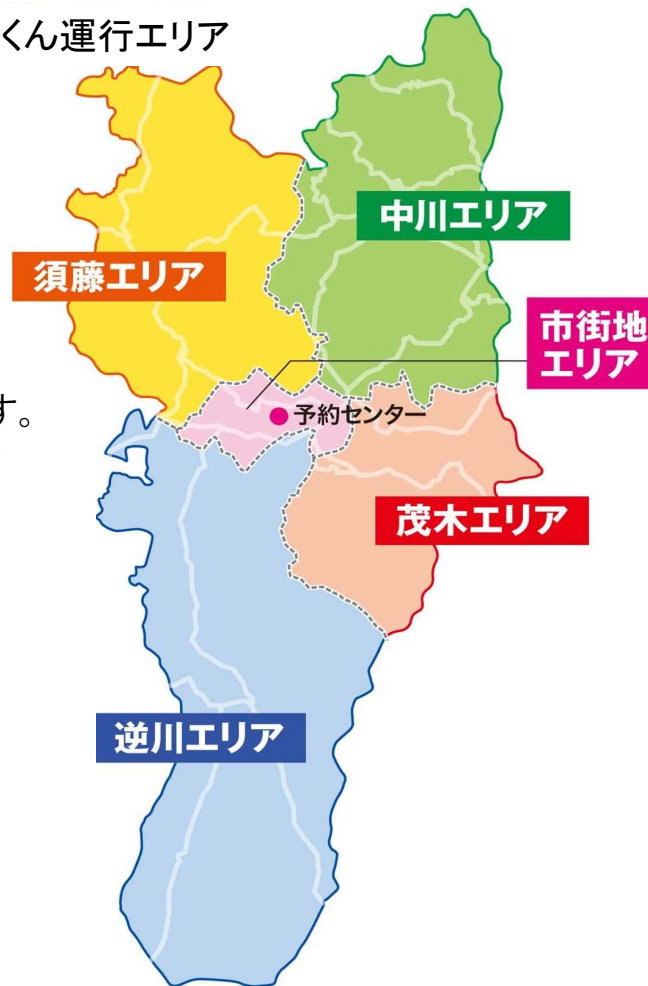 くん運行エリア
中川エリア
須藤エリア
市街地
エリア
す。
予約センター
茂木エリア
逆川エリア